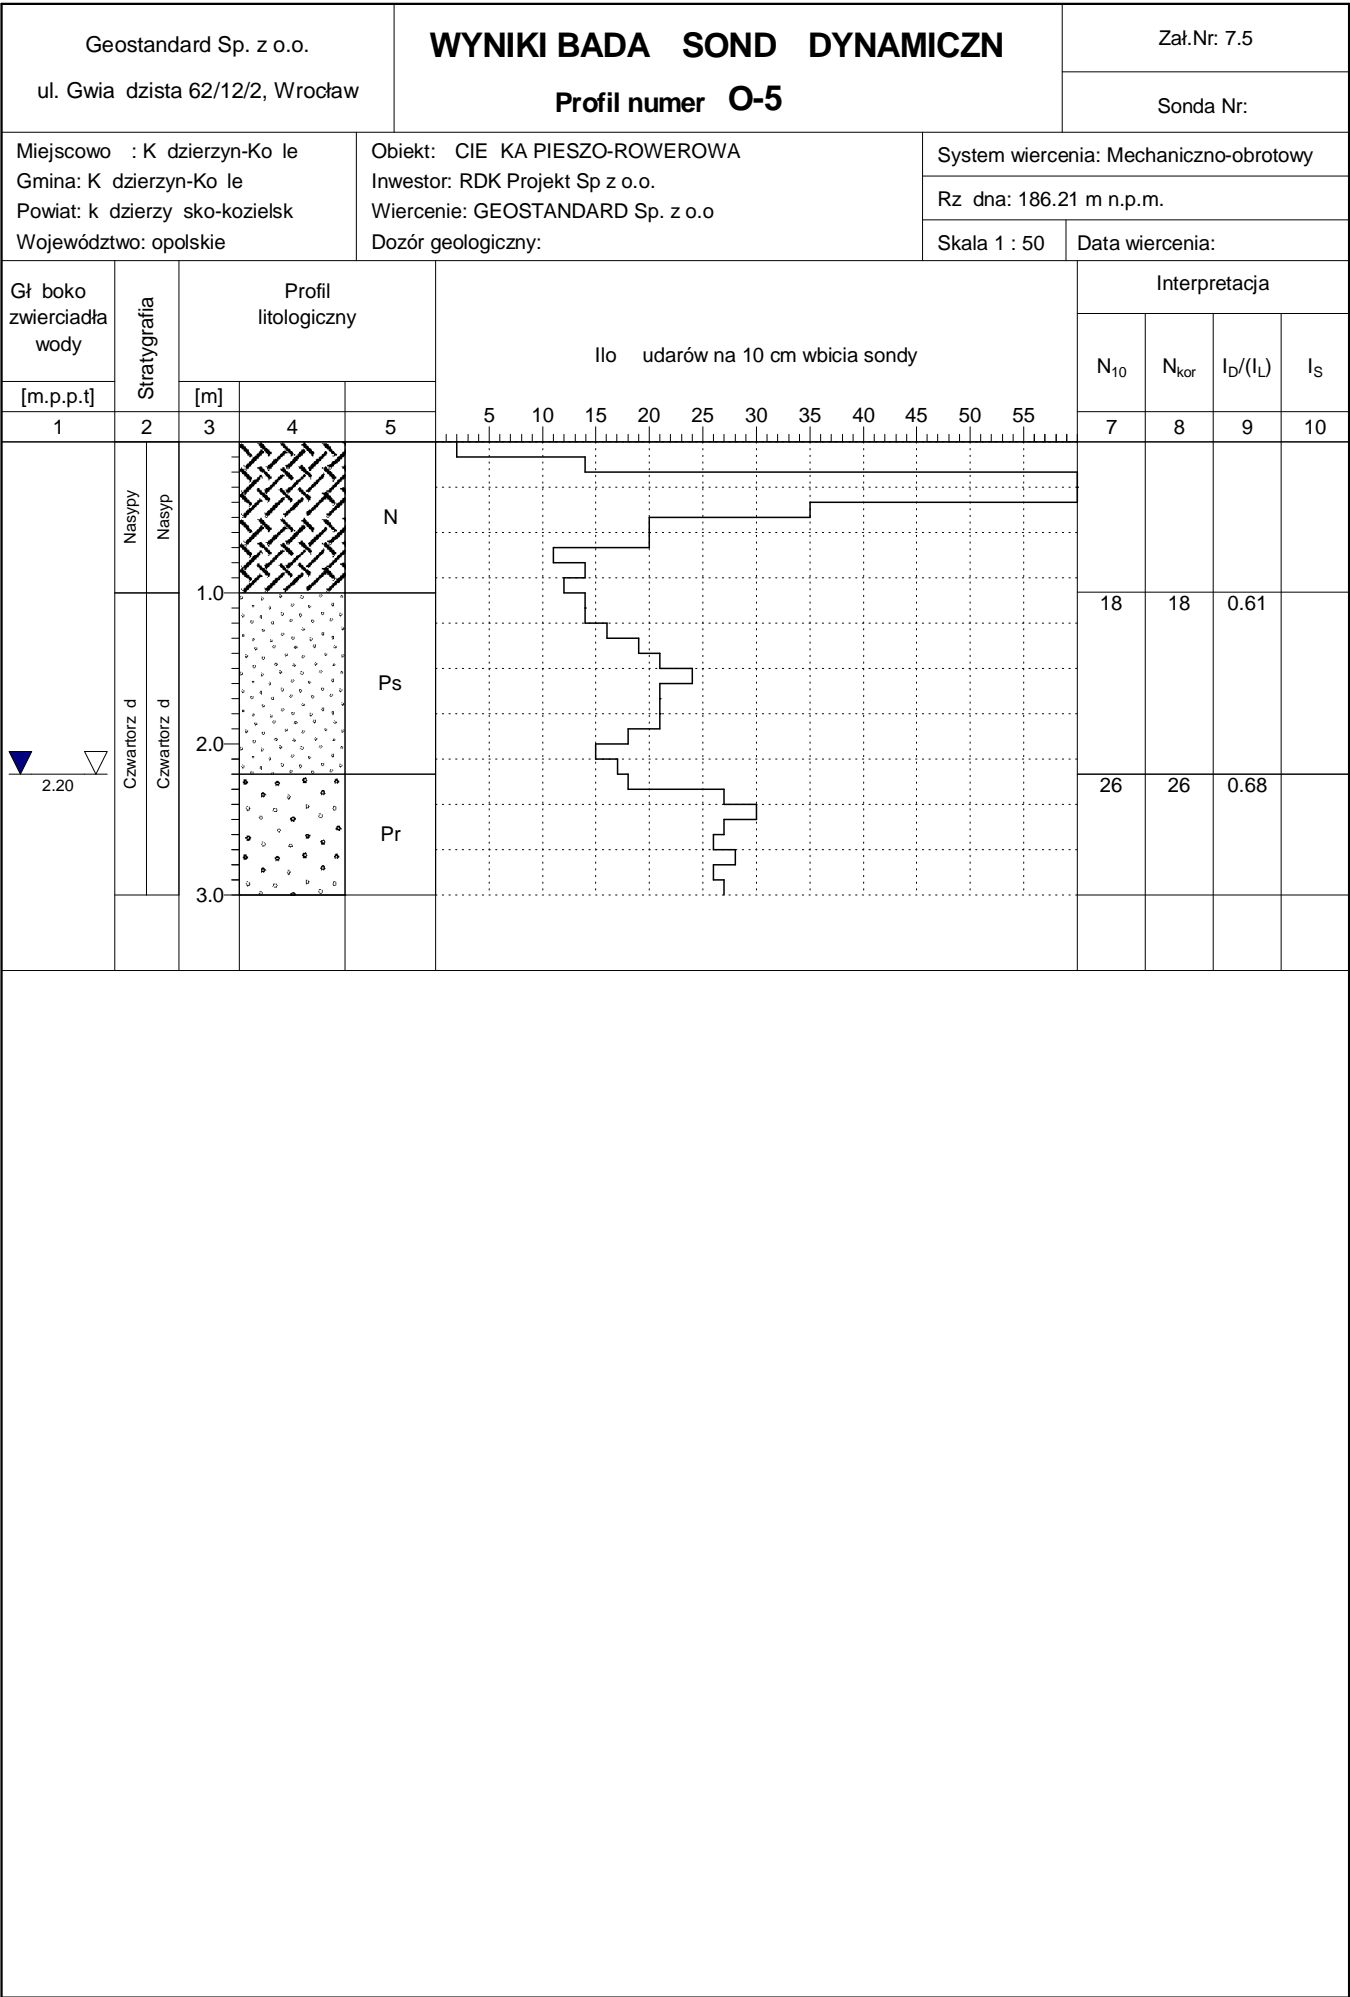 Geostandard Sp. z o.o.
ul. Gwia dzista 62/12/2, Wrocław
WYNIKI BADA SOND DYNAMICZN
Profil numer O-5
Zał.Nr: 7.5
Sonda Nr:
Miejscowo : K dzierzyn-Ko le
Gmina: K dzierzyn-Ko le
Powiat: k dzierzy sko-kozielsk
Województwo: opolskie
Obiekt: CIE KA PIESZO-ROWEROWA
Inwestor: RDK Projekt Sp z o.o.
Wiercenie: GEOSTANDARD Sp. z o.o
Dozór geologiczny:
System wiercenia: Mechaniczno-obrotowy
Rz dna: 186.21 m n.p.m.
Skala 1 : 50 Data wiercenia:
Gł boko
zwierciadła
wody
[m.p.p.t]
Stratygrafia
Profil
litologiczny
[m]
Ilo udarów na 10 cm wbicia sondy
Interpretacja
N10 Nkor ID/(IL) IS
5 10 15 20 25 30 35 40 45 50 55
1 2 3 4 5 7 8 9 10
Nasypy
Nasyp
N
1.0
18 18 0.61
Czwartorz d
Czwartorz d
Ps
2.0
2.20
26 26 0.68
Pr
3.0